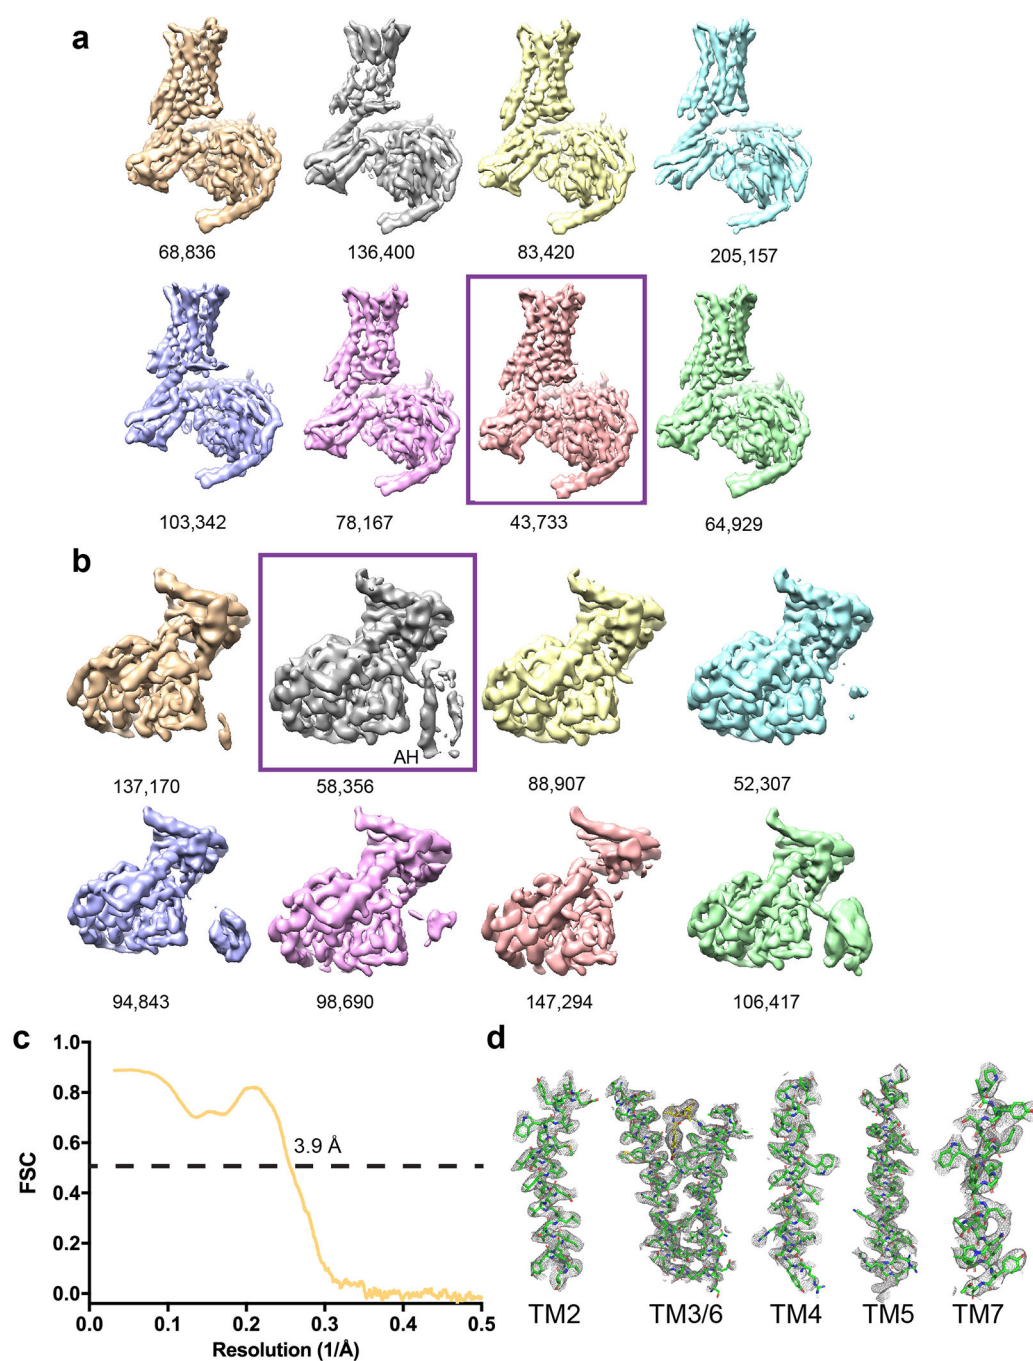 a
68,836 136,400 83,420 205,157
103,342 78,167 43,733 64,929
b
AH
137,170 58,356 88,907 52,307
94,843 98,690 147,294 106,417
c
1.0
0.8
0.6
0.4
0.2
0.0
FSC
3.9 Å
0.0 0.1 0.2 0.3 0.4 0.5
Resolution (1/Å)
d
TM2 TM3/6 TM4 TM5 TM7